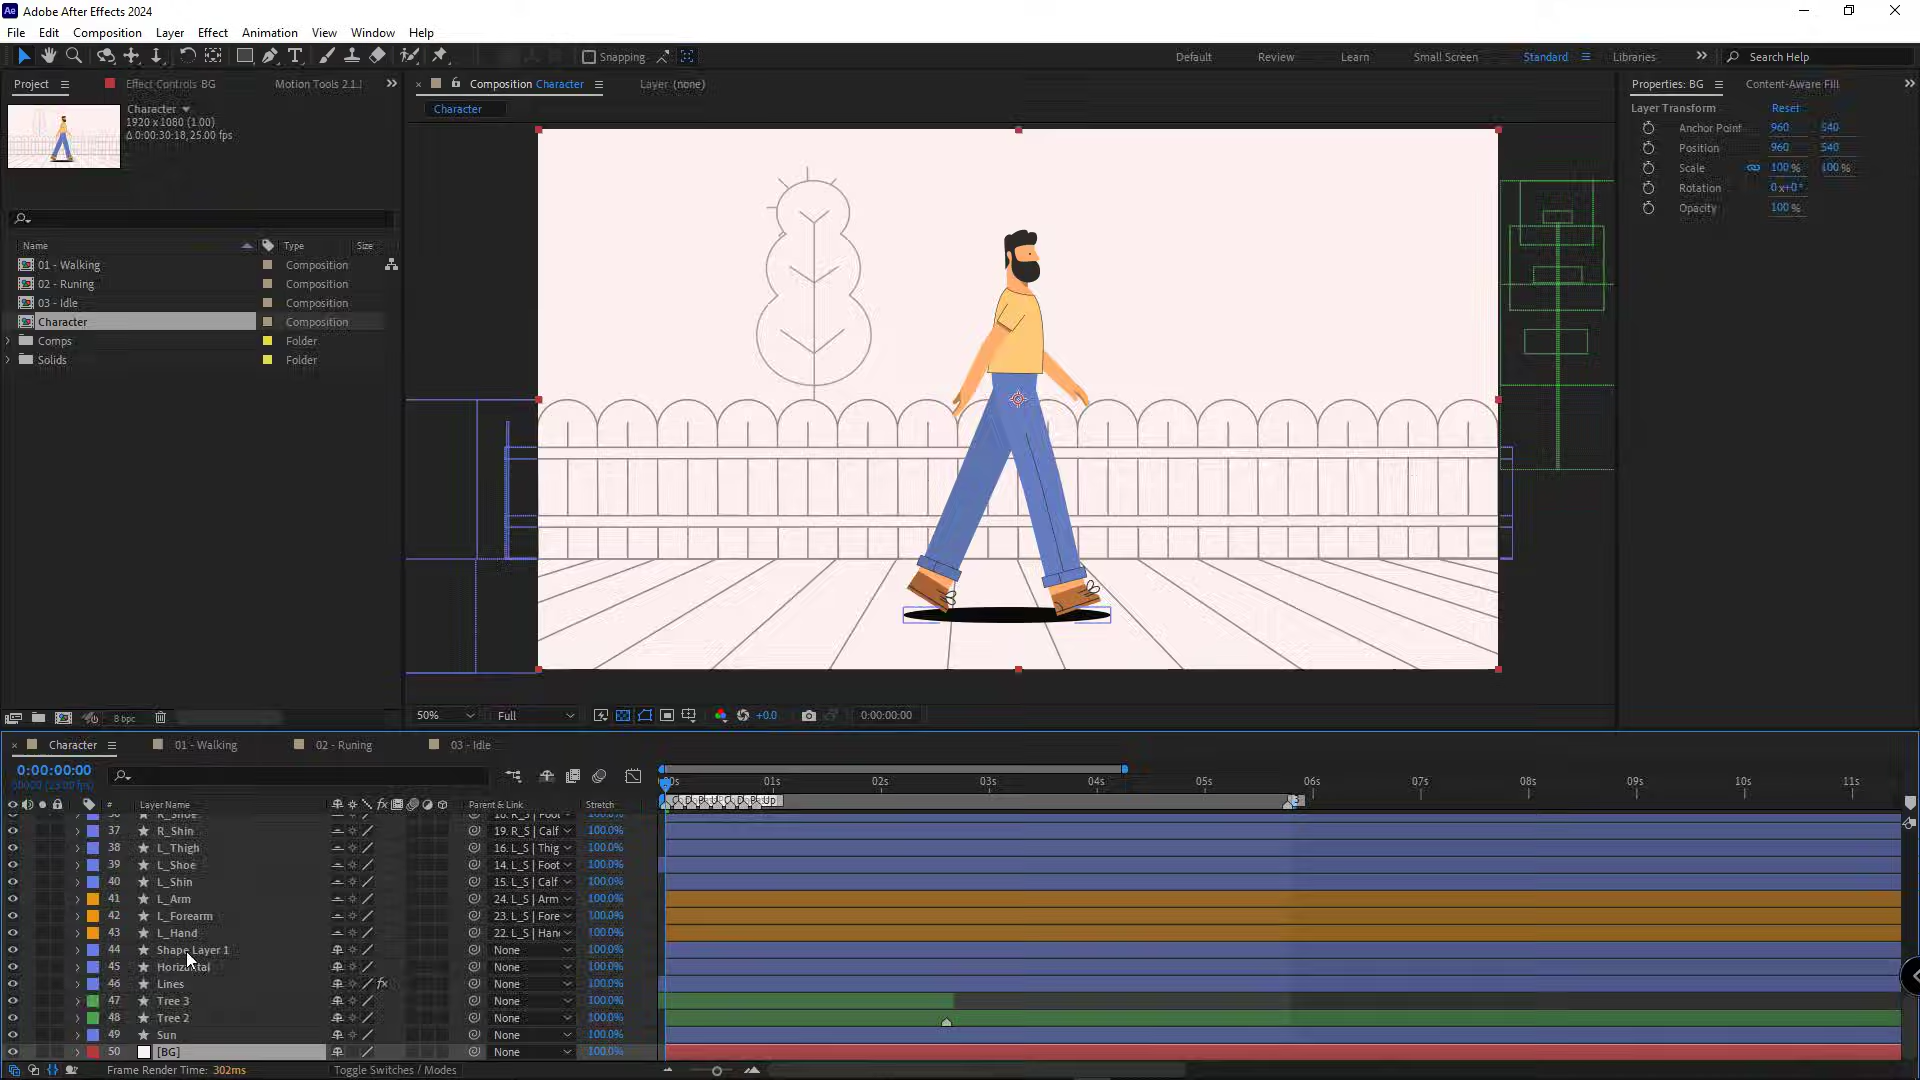 Adobe After Effects 2024
File Edit Composition Layer Effect Animation View Window Help
Snapping Default Review Learn Small Screen Standard Libraries Search Help
Project Effect Controls BG Motion Tools 2.1.
Composition Character Layer (none)
Properties: BG Content-Aware Fill
Character
1920 x 1080 (1.00)
Δ 0:00:30:18, 25.00 fps
Character
Layer Transform Reset
Anchor Point 960 540
Position 960 540
Scale 100 % 100 %
Rotation 0 x+0°
Opacity 100 %
Name Type Size
01 - Walking Composition
02 - Runing Composition
03 - Idle Composition
Character Composition
Comps Folder
Solids Folder
8 bpc
50% Full +0.0 0:00:00:00
Character 01 - Walking 02 - Runing 03 - Idle
0:00:00:00
00000 (25.00 fps)
00s 01s 02s 03s 04s 05s 06s 07s 08s 09s 10s 11s
# Layer Name Parent & Link Stretch
37 R_Shin 19. R_S | Calf 100.0%
38 L_Thigh 16. L_S | Thig 100.0%
39 L_Shoe 14. L_S | Foot 100.0%
40 L_Shin 15. L_S | Calf 100.0%
41 L_Arm 24. L_S | Arm 100.0%
42 L_Forearm 23. L_S | Fore 100.0%
43 L_Hand 22. L_S | Han 100.0%
44 Shape Layer 1 None 100.0%
45 Horizontal None 100.0%
46 Lines fx None 100.0%
47 Tree 3 None 100.0%
48 Tree 2 None 100.0%
49 Sun None 100.0%
50 [BG] None 100.0%
Frame Render Time: 302ms Toggle Switches / Modes